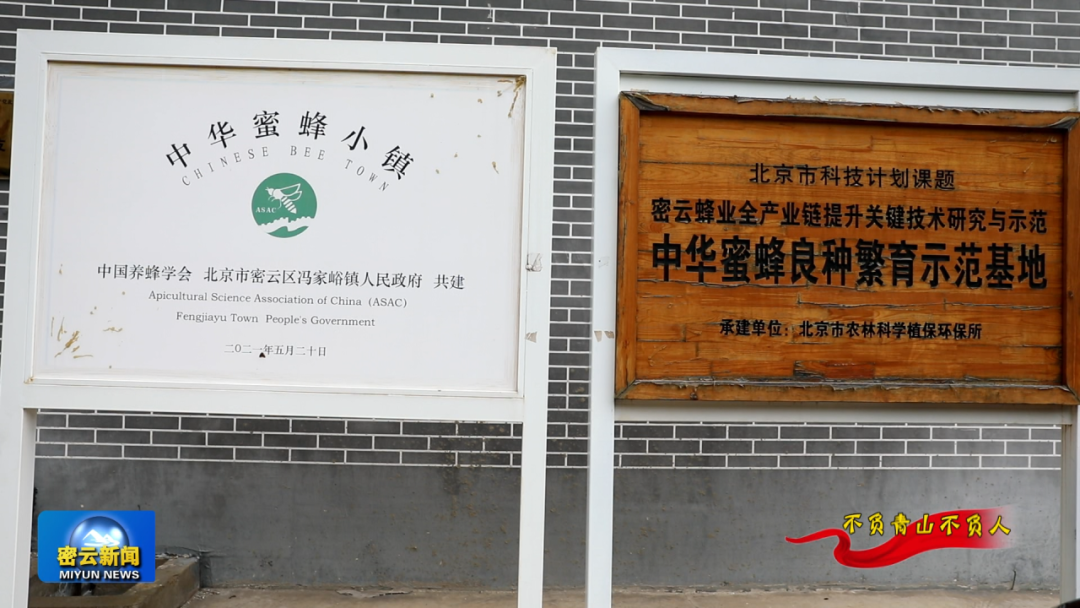 中华蜜蜂小镇
CHINESE BEE TOWN
ASAC
中国养蜂学会 北京市密云区冯家峪镇人民政府 共建
Apicultural Science Association of China (ASAC)
Fengjiayu Town People's Government
二〇二一年五月二十日
北京市科技计划课题
密云蜂业全产业链提升关键技术研究与示范
中华蜜蜂良种繁育示范基地
承建单位：北京市农林科学植保环保所
密云新闻
MIYUN NEWS
不负青山不负人